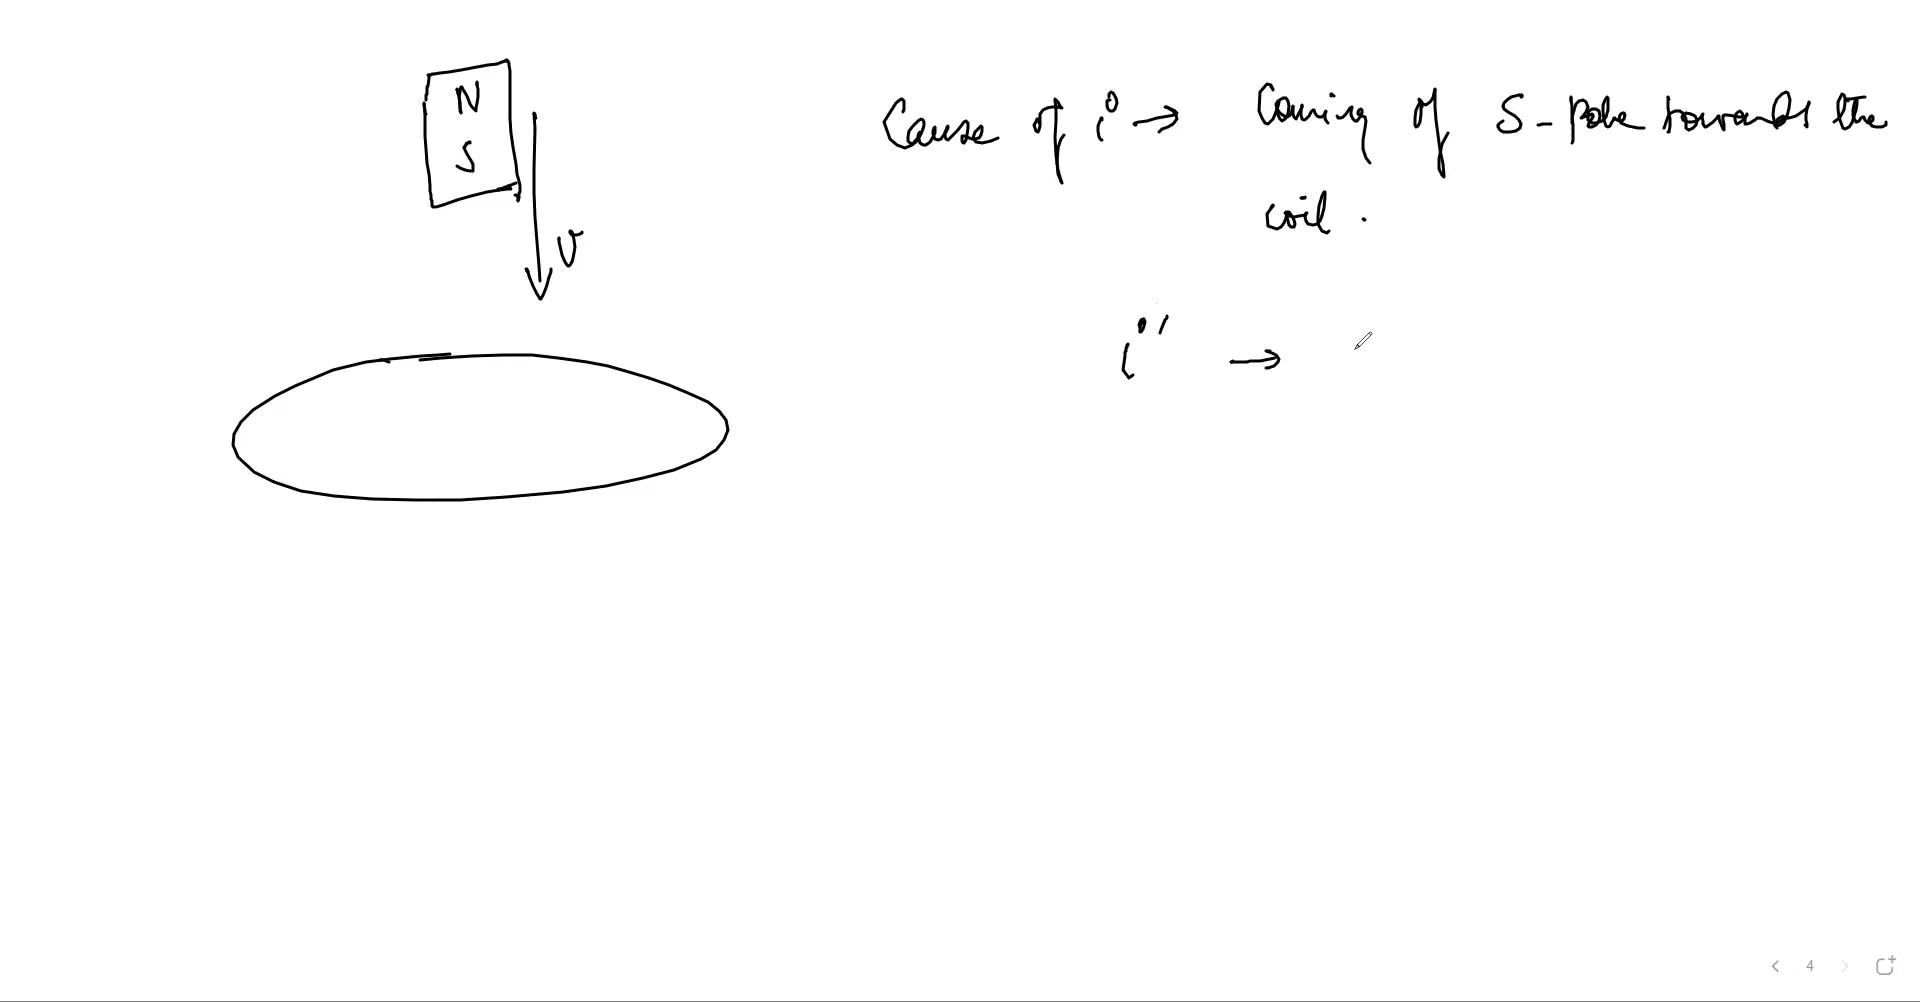 N
S
v
Cause of i → Coming of S-pole towards the
coil.
i' →
4